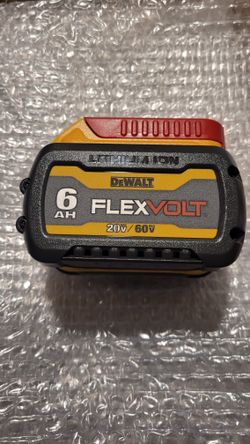 LITHIUM ION
DEWALT
6 AH
FLEXVOLT
20V/60V